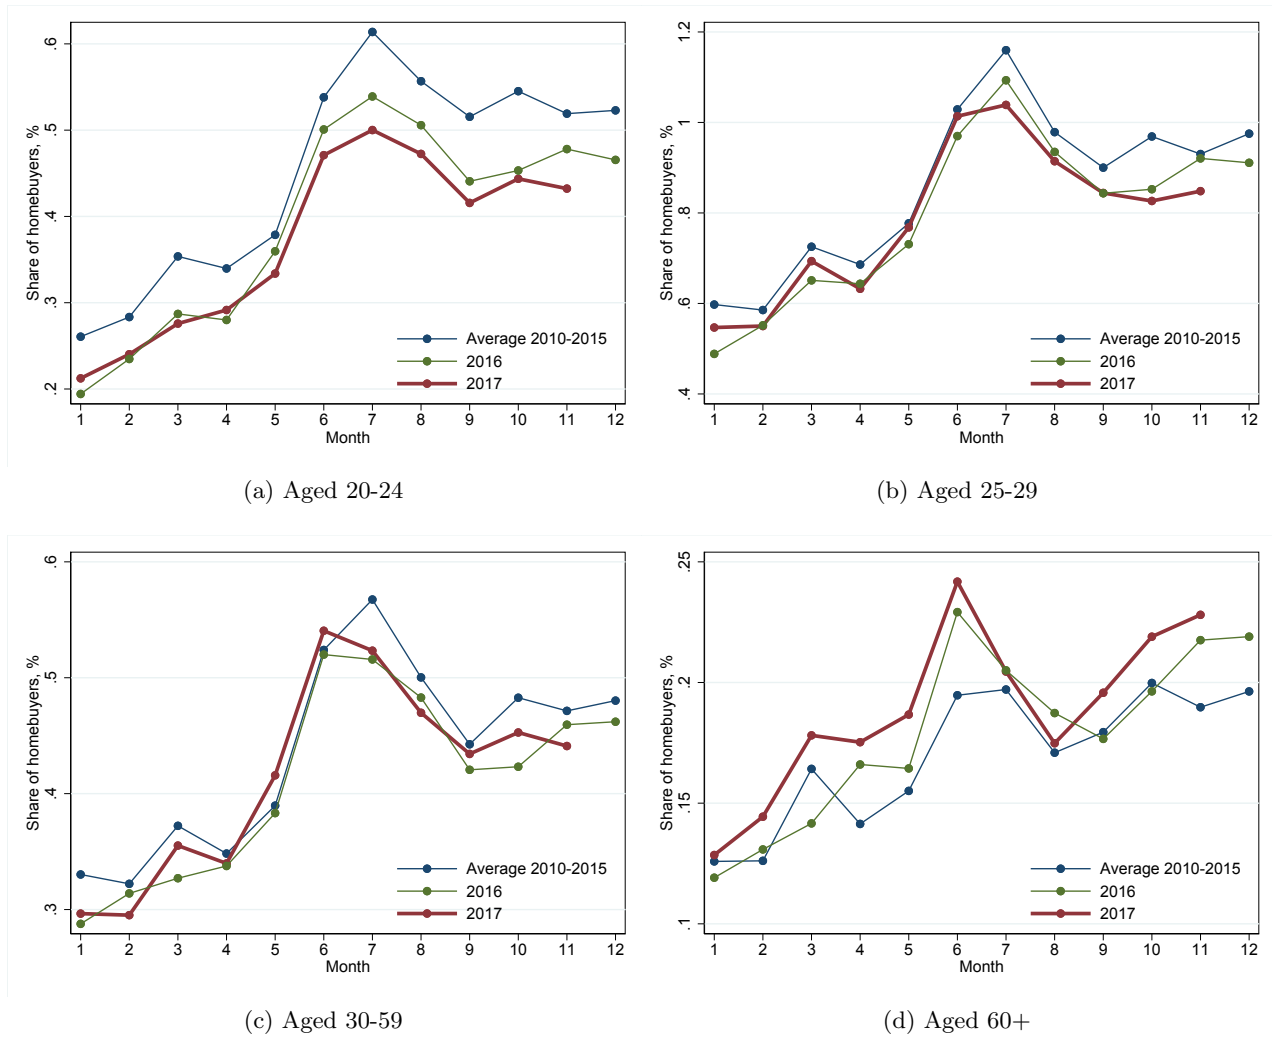 .6
.5
.4
.3
.2
Share of homebuyers, %
Average 2010-2015
2016
2017
1 2 3 4 5 6 7 8 9 10 11 12
Month
(a) Aged 20-24
1.2
1
.8
.6
.4
Share of homebuyers, %
Average 2010-2015
2016
2017
1 2 3 4 5 6 7 8 9 10 11 12
Month
(b) Aged 25-29
.6
.5
.4
.3
Share of homebuyers, %
Average 2010-2015
2016
2017
1 2 3 4 5 6 7 8 9 10 11 12
Month
(c) Aged 30-59
.25
.2
.15
.1
Share of homebuyers, %
Average 2010-2015
2016
2017
1 2 3 4 5 6 7 8 9 10 11 12
Month
(d) Aged 60+